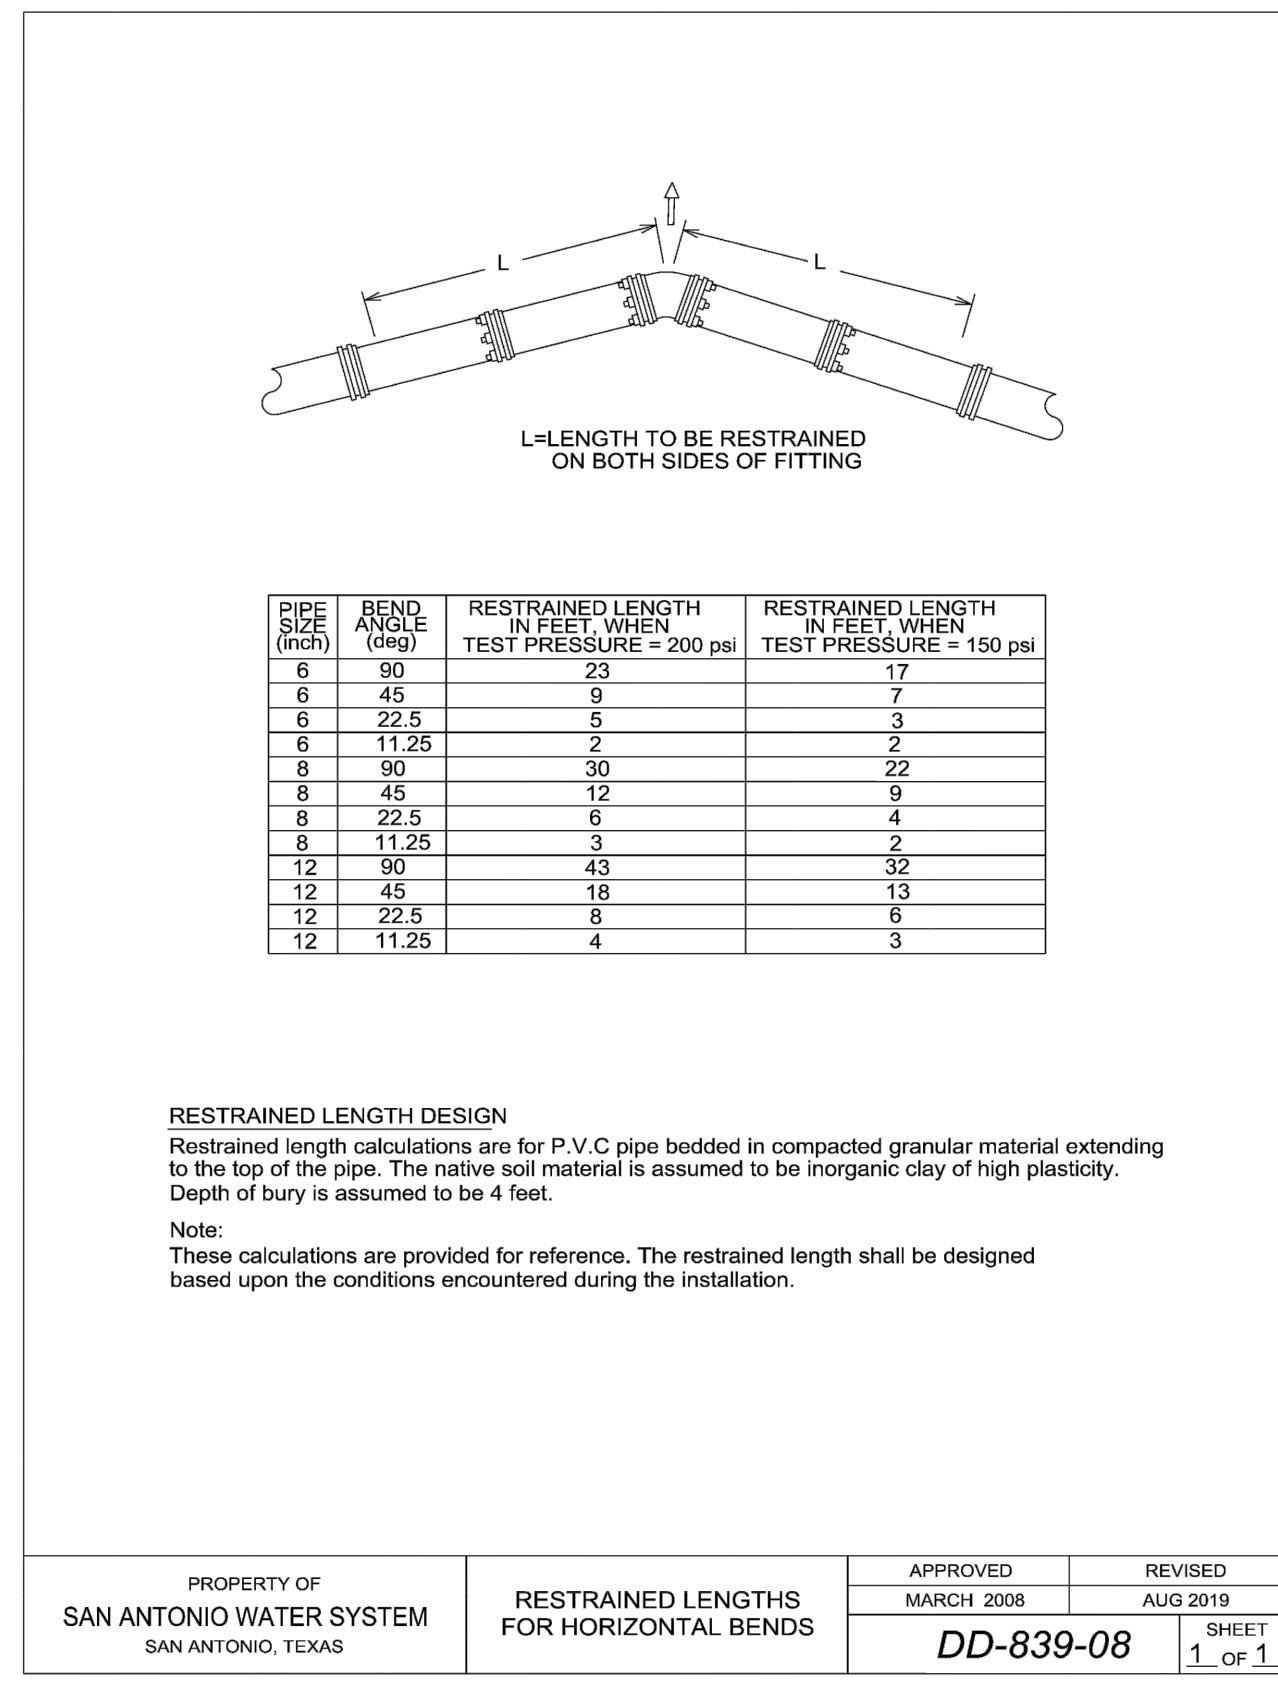 L
L
L=LENGTH TO BE RESTRAINED
ON BOTH SIDES OF FITTING
PIPE SIZE (inch) BEND ANGLE (deg) RESTRAINED LENGTH IN FEET, WHEN TEST PRESSURE = 200 psi RESTRAINED LENGTH IN FEET, WHEN TEST PRESSURE = 150 psi
6 90 23 17
6 45 9 7
6 22.5 5 3
6 11.25 2 2
8 90 30 22
8 45 12 9
8 22.5 6 4
8 11.25 3 2
12 90 43 32
12 45 18 13
12 22.5 8 6
12 11.25 4 3
RESTRAINED LENGTH DESIGN
Restrained length calculations are for P.V.C pipe bedded in compacted granular material extending
to the top of the pipe. The native soil material is assumed to be inorganic clay of high plasticity.
Depth of bury is assumed to be 4 feet.
Note:
These calculations are provided for reference. The restrained length shall be designed
based upon the conditions encountered during the installation.
PROPERTY OF
SAN ANTONIO WATER SYSTEM
SAN ANTONIO, TEXAS
RESTRAINED LENGTHS
FOR HORIZONTAL BENDS
APPROVED REVISED
MARCH 2008 AUG 2019
DD-839-08
SHEET
1 OF 1